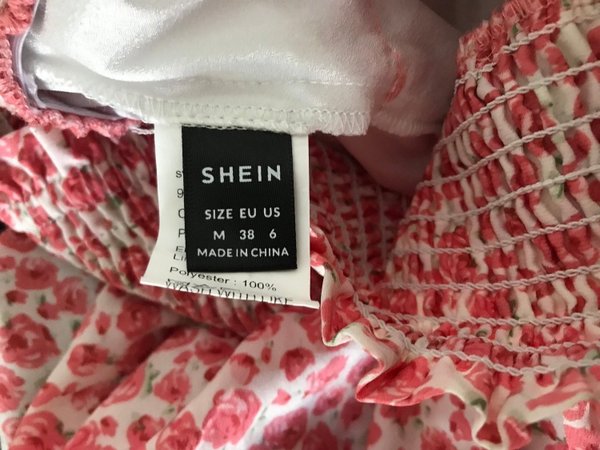 SHEIN
SIZE EU US
M 38 6
MADE IN CHINA
Polyester : 100%